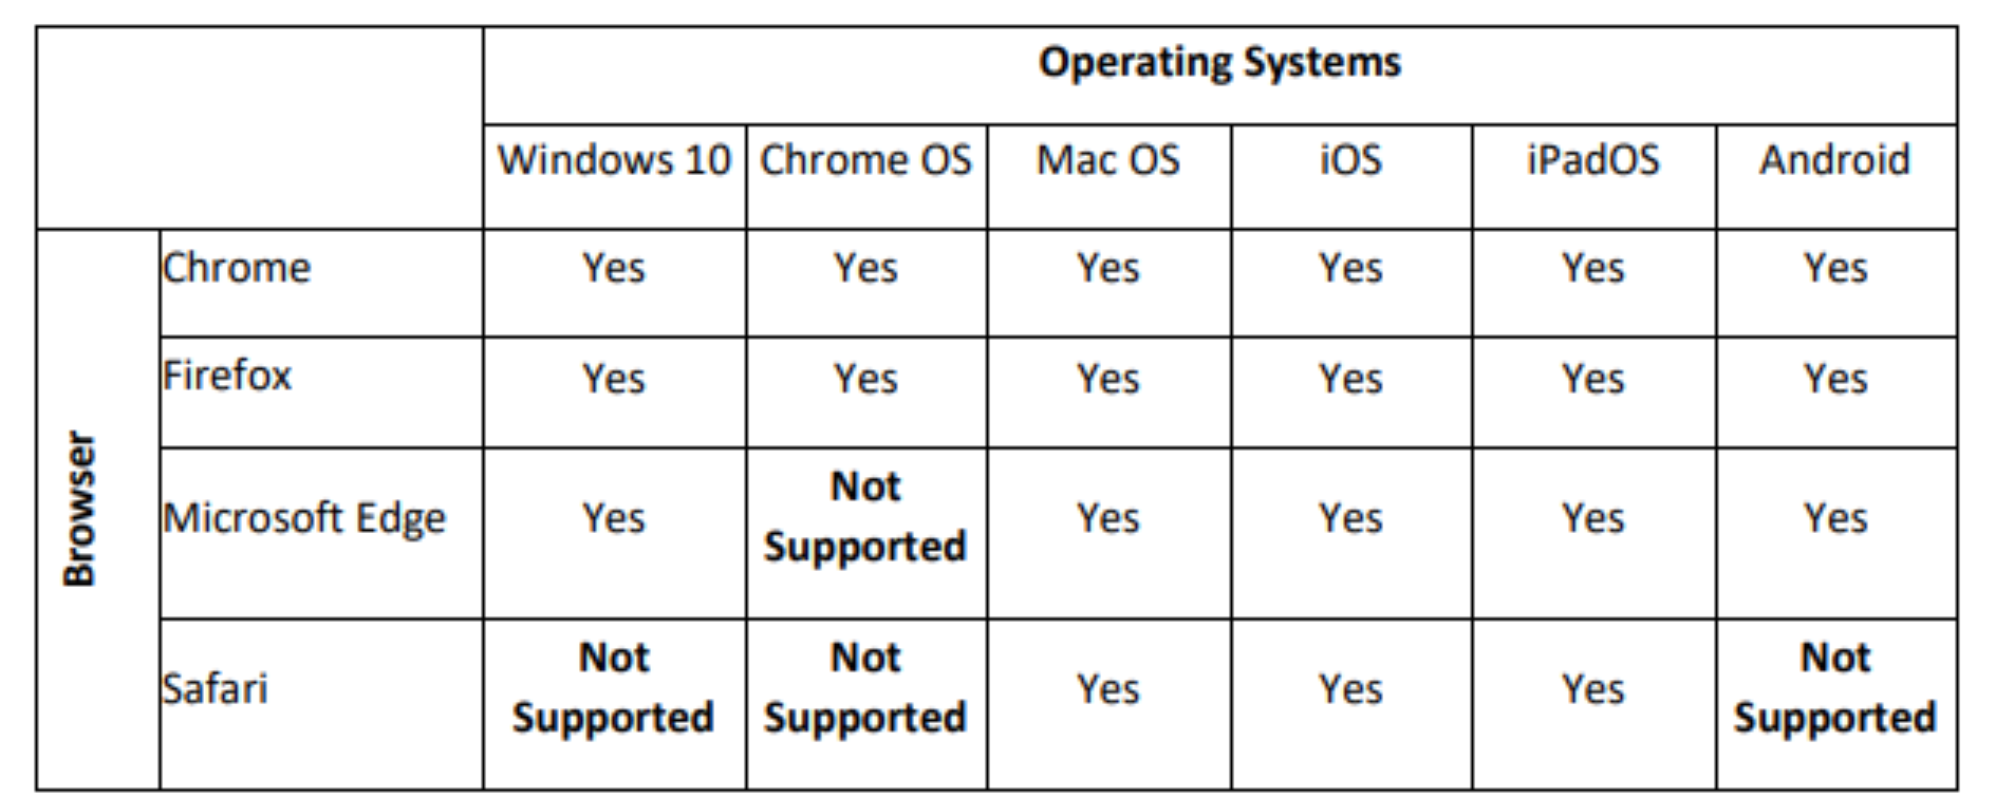 Operating Systems
Windows 10 Chrome OS Mac OS iOS iPadOS Android
Browser
Chrome Yes Yes Yes Yes Yes Yes
Firefox Yes Yes Yes Yes Yes Yes
Microsoft Edge Yes Not Supported Yes Yes Yes Yes
Safari Not Supported Not Supported Yes Yes Yes Not Supported